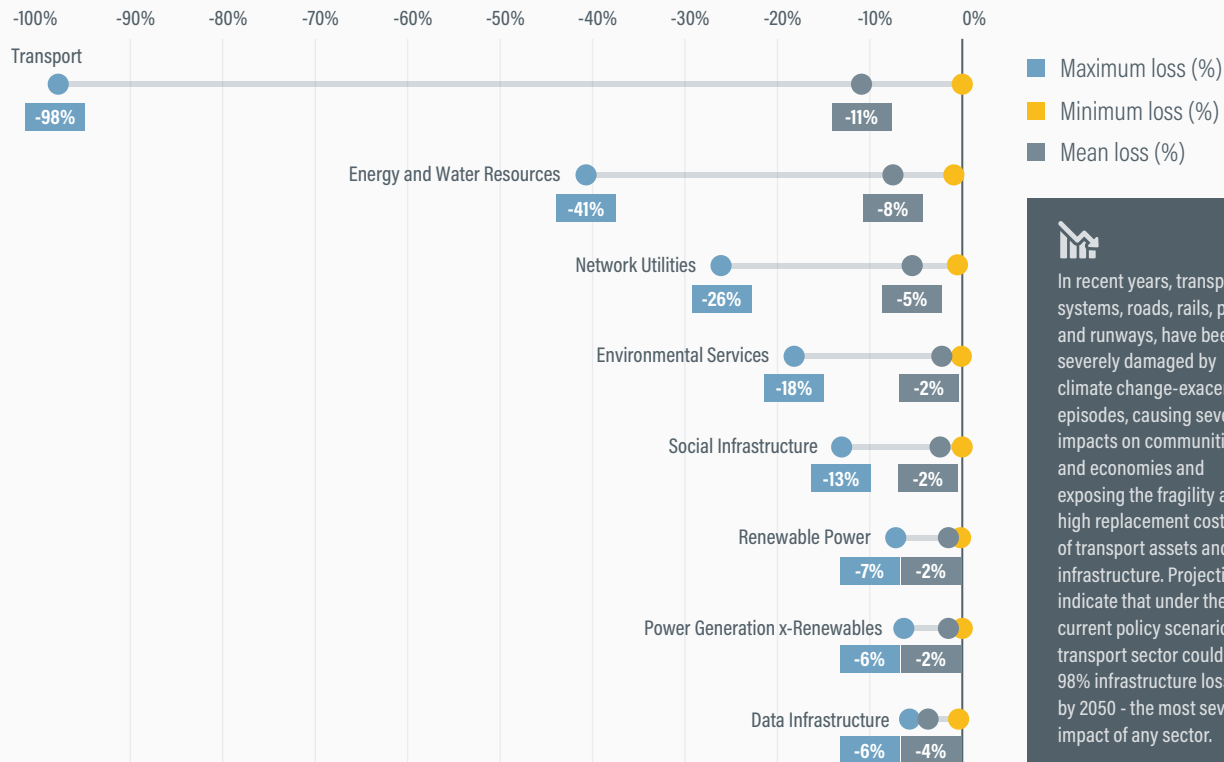 -100% -90% -80% -70% -60% -50% -40% -30% -20% -10% 0%
Transport
-98% -11%
Energy and Water Resources
-41% -8%
Network Utilities
-26% -5%
Environmental Services
-18% -2%
Social Infrastructure
-13% -2%
Renewable Power
-7% -2%
Power Generation x-Renewables
-6% -2%
Data Infrastructure
-6% -4%
Maximum loss (%)
Minimum loss (%)
Mean loss (%)
In recent years,
systems, roads, rails,
and runways, have
severely damaged by
climate
episodes, causing
impacts on
and economies and
exposing the fragility
high replacement
of transport assets
infrastructure.
indicate that under the
current policy
transport sector could
98% infrastructure
by 2050 - the most
impact of any sector.